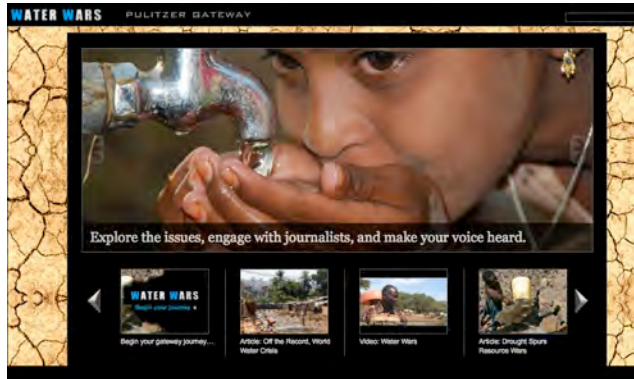 WATER WARS PULITZER GATEWAY
Explore the issues, engage with journalists, and make your voice heard.
WATER WARS
Begin your journey
Begin your gateway journey...
Article: Off the Record, World
Water Crisis
Video: Water Wars
Article: Drought Spurs
Resource Wars